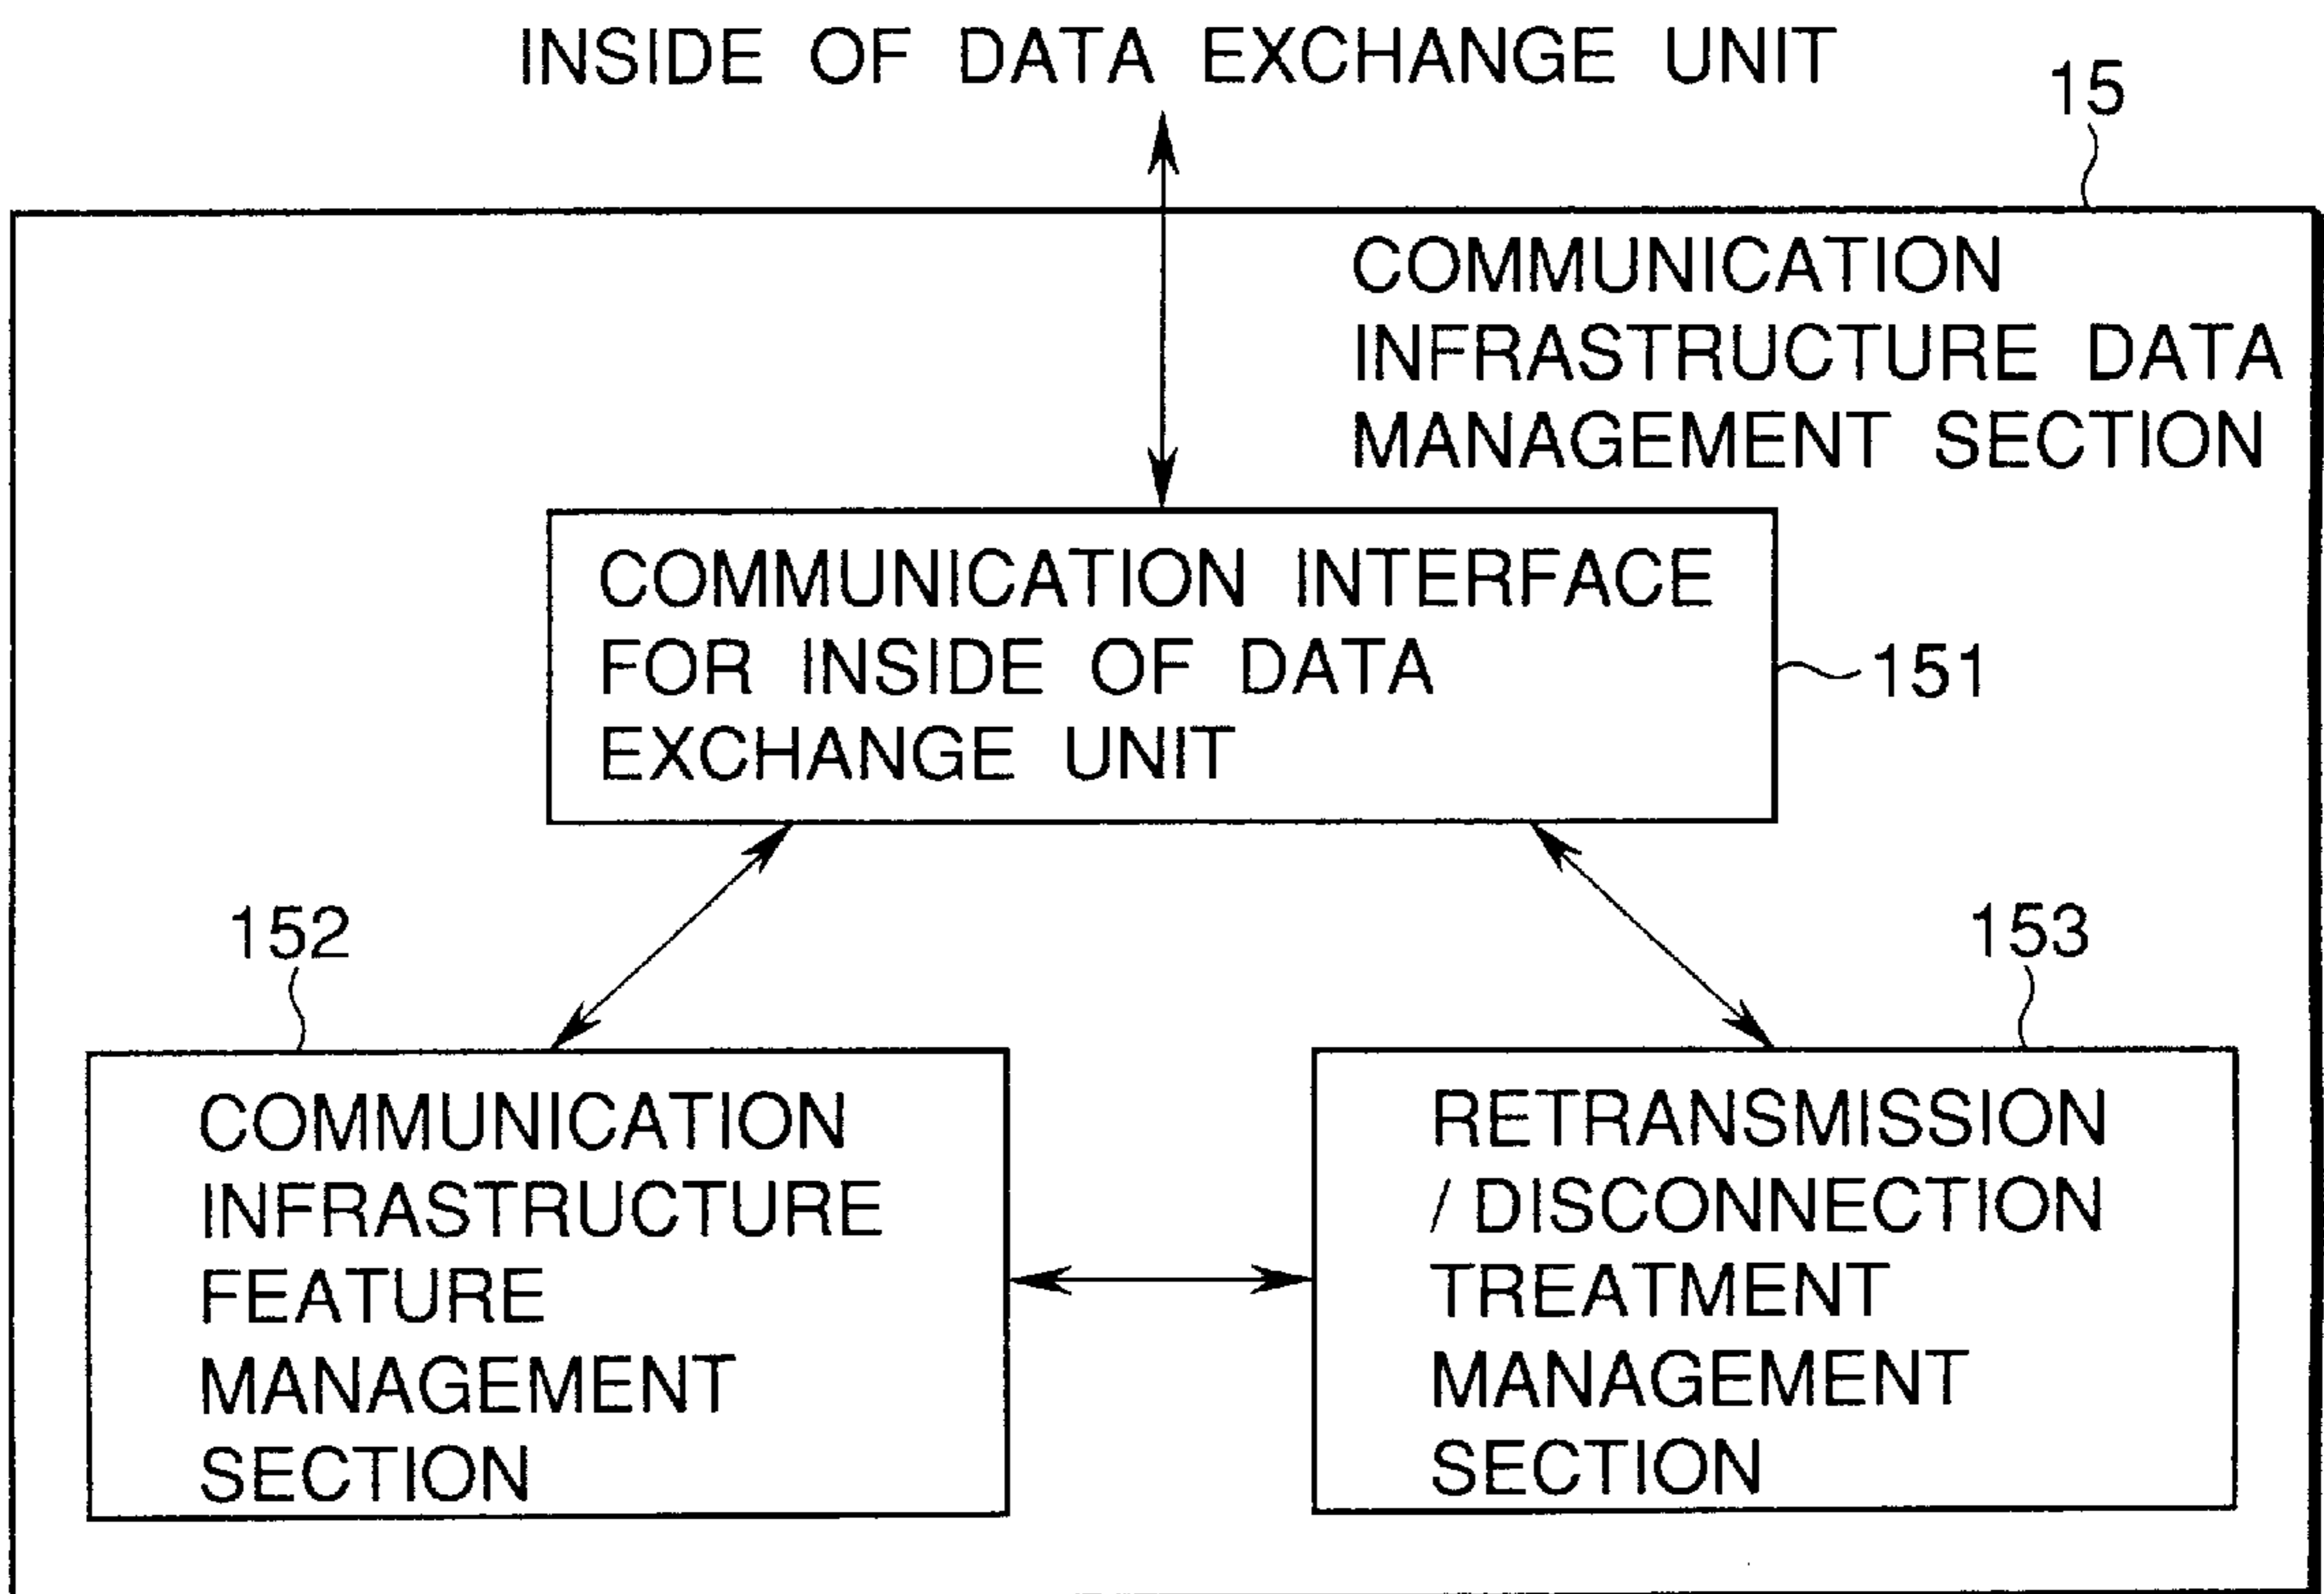 INSIDE OF DATA EXCHANGE UNIT
15
COMMUNICATION
INFRASTRUCTURE DATA
MANAGEMENT SECTION
COMMUNICATION INTERFACE
FOR INSIDE OF DATA
EXCHANGE UNIT
151
152
153
COMMUNICATION
INFRASTRUCTURE
FEATURE
MANAGEMENT
SECTION
RETRANSMISSION
/ DISCONNECTION
TREATMENT
MANAGEMENT
SECTION